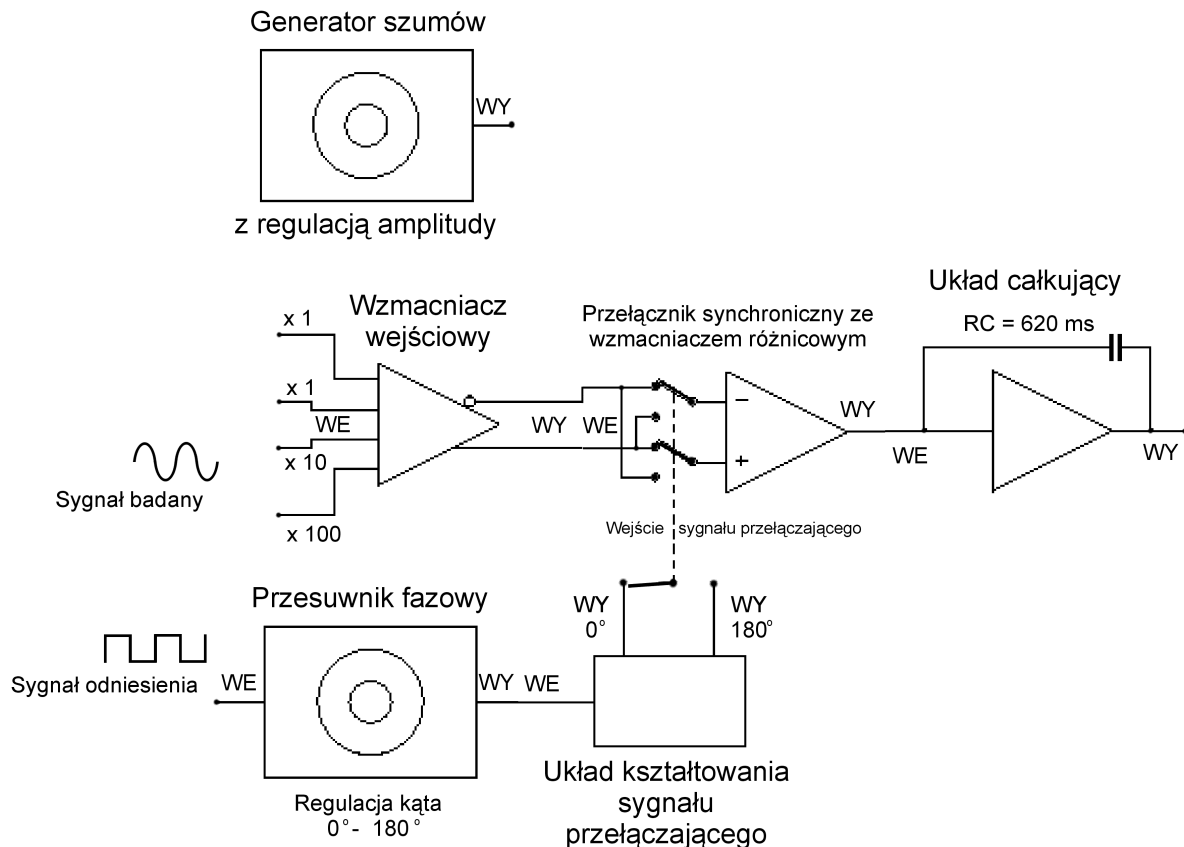 Generator szumów
WY
z regulacją amplitudy
Wzmacniacz
wejściowy
x 1
x 1
WE
x 10
x 100
Sygnał badany
WY
WE
Przełącznik synchroniczny ze
wzmacniaczem różnicowym
−
+
WY
Układ całkujący
RC = 620 ms
WE
WY
Wejście sygnału przełączającego
Przesuwnik fazowy
WY
0°
WY
180°
Sygnał odniesienia
WE
WY
WE
Regulacja kąta
0°- 180°
Układ kształtowania
sygnału
przełączającego